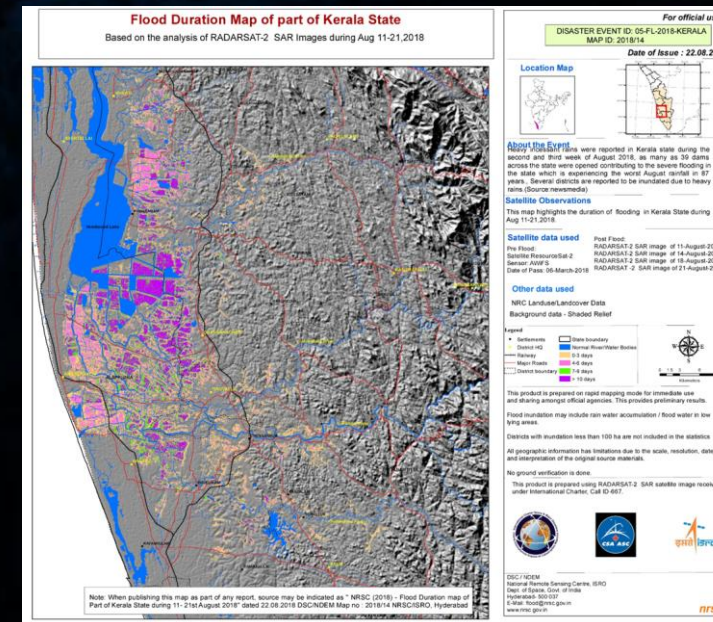 Flood Duration Map of part of Kerala State
Based on the analysis of RADARSAT-2 SAR Images during Aug 11-21,2018
Note: When publishing this map as part of any report, source may be indicated as " NRSC (2018) - Flood Duration map of
Part of Kerala State during 11- 21st August 2018" dated 22.08.2018 DSC/NDEM Map no : 2018/14 NRSC/ISRO, Hyderabad
For official u
DISASTER EVENT ID: 05-FL-2018-KERALA
MAP ID: 2018/14
Date of Issue : 22.08.2
Location Map
About the Event
Heavy incessant rains were reported in Kerala state during the
second and third week of August 2018, as many as 39 dams
across the state were opened contributing to the severe flooding in
the state which is experiencing the worst August rainfall in 87
years., Several districts are reported to be inundated due to heavy
rains.(Source newsmedia)
Satellite Observations
This map highlights the duration of flooding in Kerala State during
Aug 11-21,2018.
Satellite data used
Pre Flood:
Satellite:ResourceSat-2
Sensor: AWiFS
Date of Pass: 06-March-2018
Post Flood:
RADARSAT-2 SAR image of 11-August-20
RADARSAT-2 SAR image of 14-August-20
RADARSAT-2 SAR image of 18-August-20
RADARSAT -2 SAR image of 21-August-2
Other data used
NRC Landuse/Landcover Data
Background data - Shaded Relief
Legend
Settlements
District HQ
Railway
Major Roads
District boundary
State boundary
Normal River/Water Bodies
0-3 days
4-6 days
7-9 days
> 10 days
N
W
E
S
Kilometers
This product is prepared on rapid mapping mode for immediate use
and sharing amongst official agencies. This provides preliminary results.
Flood inundation may include rain water accumulation / flood water in low
lying areas.
Districts with inundation less than 100 ha are not included in the statistics
All geographic information has limitations due to the scale, resolution, date
and interpretation of the original source materials.
No ground verification is done.
This product is prepared using RADARSAT-2 SAR satellite image recei
under International Charter, Call ID-667.
CSA ASC
इसरो isro
DSC / NDEM
National Remote Sensing Centre, ISRO
Dept. of Space, Govt. of India
Hyderabad- 500 037
E-Mail: flood@nrsc.gov.in
www.nrsc.gov.in
nrs